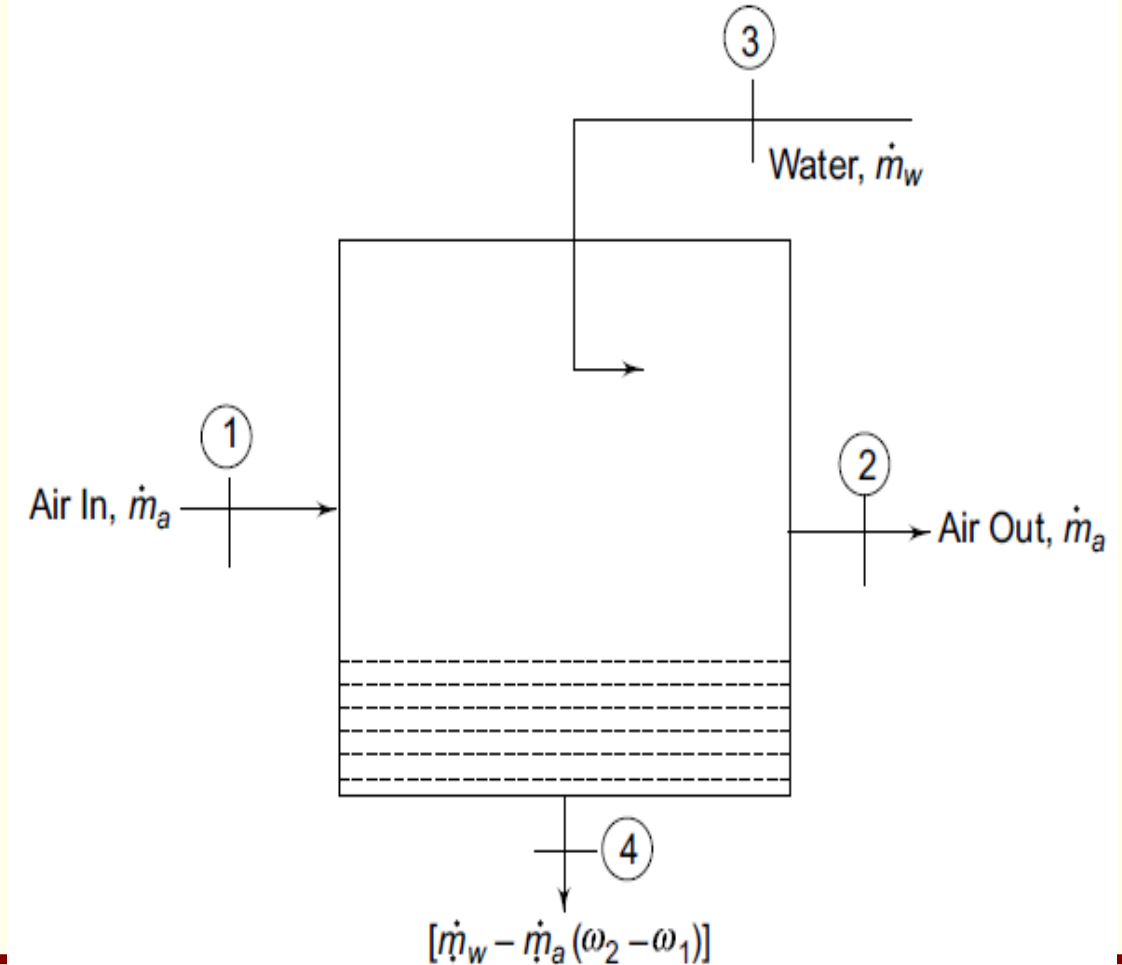 3
Water, ṁw
1
Air In, ṁa
2
Air Out, ṁa
4
[ṁw – ṁa (ω2 – ω1)]